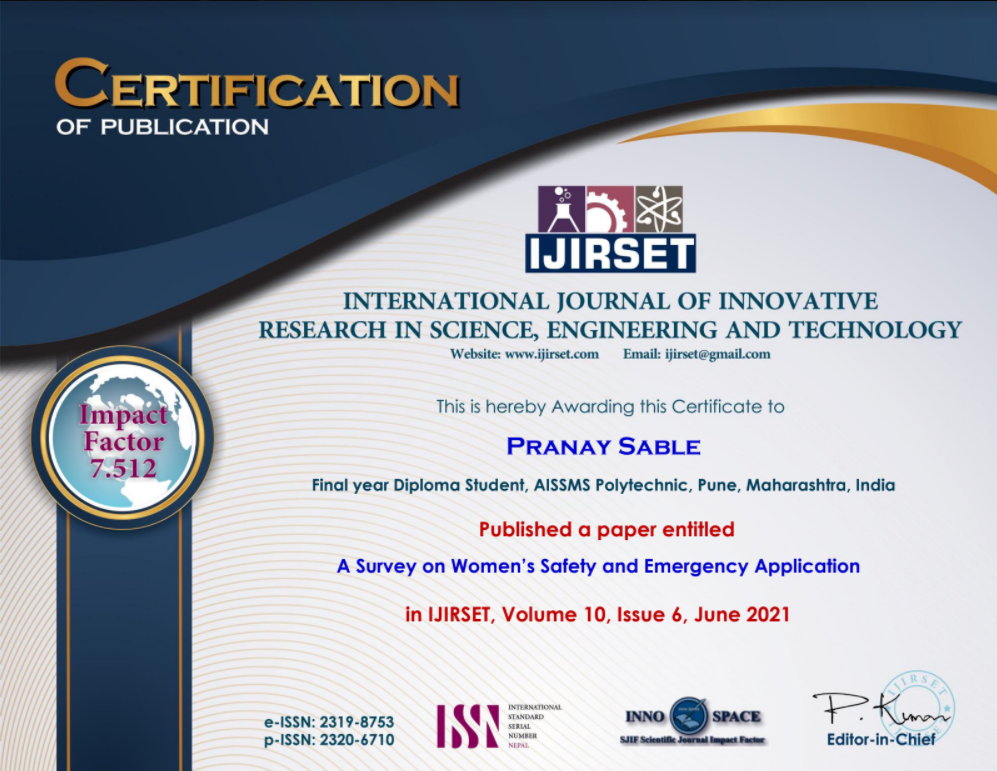 CERTIFICATION
OF PUBLICATION
IJIRSET
INTERNATIONAL JOURNAL OF INNOVATIVE
RESEARCH IN SCIENCE, ENGINEERING AND TECHNOLOGY
Website: www.ijirset.com Email: ijirset@gmail.com
Impact
Factor
7.512
This is hereby Awarding this Certificate to
PRANAY SABLE
Final year Diploma Student, AISSMS Polytechnic, Pune, Maharashtra, India
Published a paper entitled
A Survey on Women's Safety and Emergency Application
in IJIRSET, Volume 10, Issue 6, June 2021
e-ISSN: 2319-8753
p-ISSN: 2320-6710
ISSN
INTERNATIONAL
STANDARD
SERIAL
NUMBER
NEPAL
INNO SPACE
SJIF Scientific Journal Impact Factor
IJIRSET
P. Kumar
Editor-in-Chief